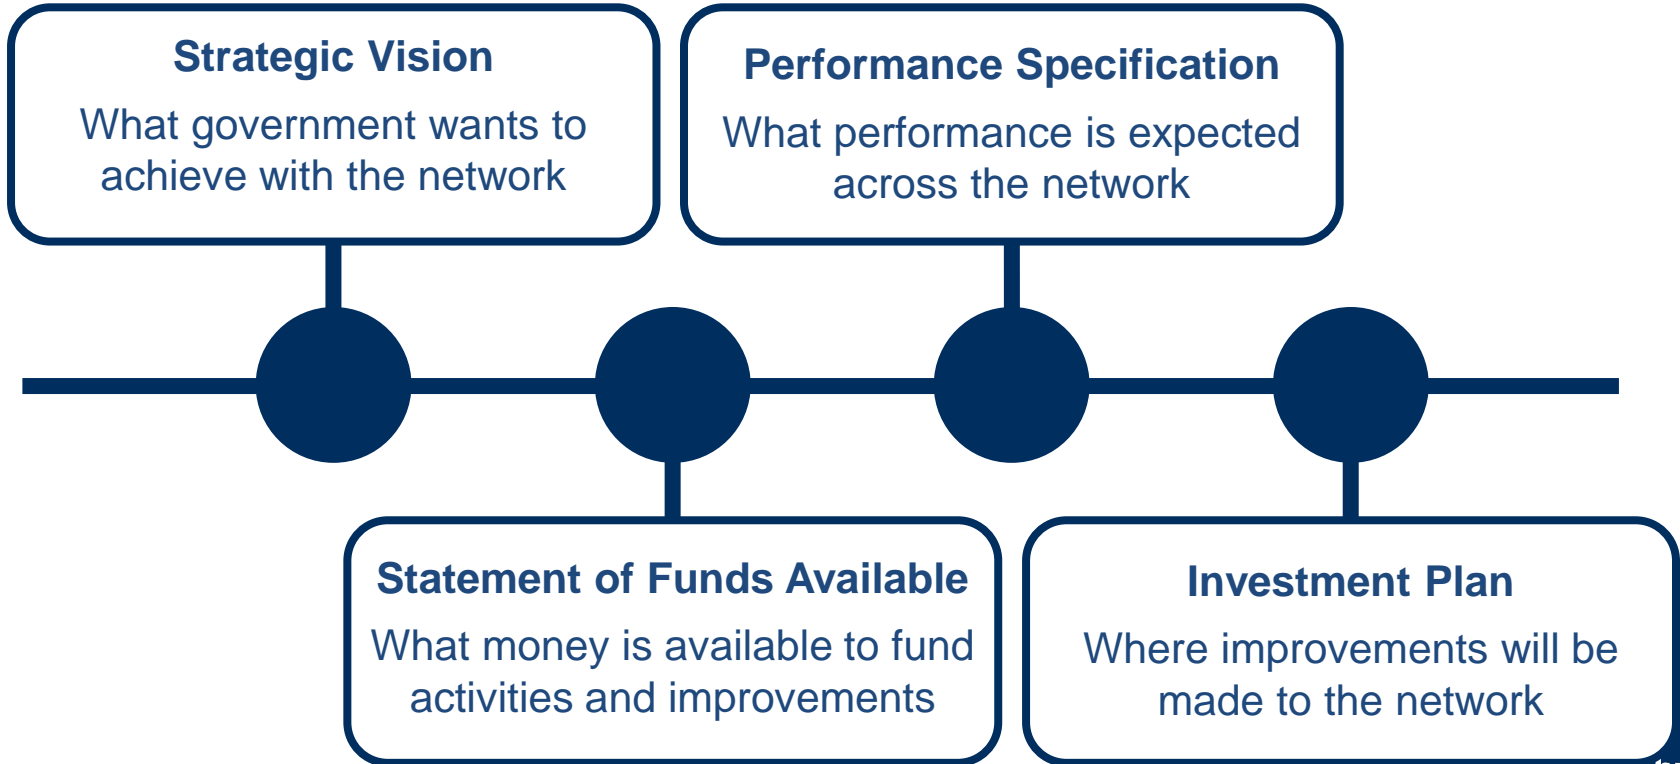 Strategic Vision
What government wants to
achieve with the network
Performance Specification
What performance is expected
across the network
Statement of Funds Available
What money is available to fund
activities and improvements
Investment Plan
Where improvements will be
made to the network